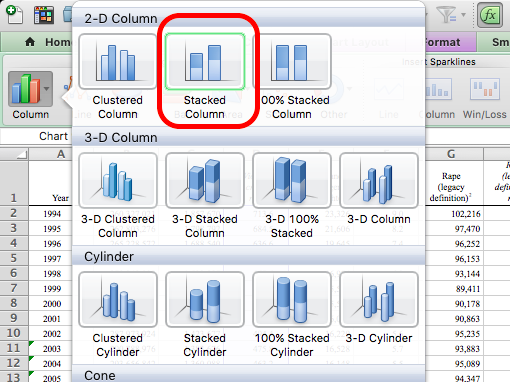 2-D Column
Home
Format
Sm
Insert Sparklines
Column
Clustered Column
Stacked Column
100% Stacked Column
Line
Column
Win/Loss
Chart
3-D Column
3-D Clustered Column
3-D Stacked Column
3-D 100% Stacked
3-D Column
Cylinder
Clustered Cylinder
Stacked Cylinder
100% Stacked Cylinder
3-D Cylinder
Cone
A
G
1
Year
Rape
(legacy
definition)²
2
1994
102,216
3
1995
97,470
4
1996
96,252
5
1997
96,153
6
1998
93,144
7
1999
89,411
8
2000
90,178
9
2001
90,863
10
2002
95,235
11
2003
93,883
12
2004
95,089
13
2005
94,347